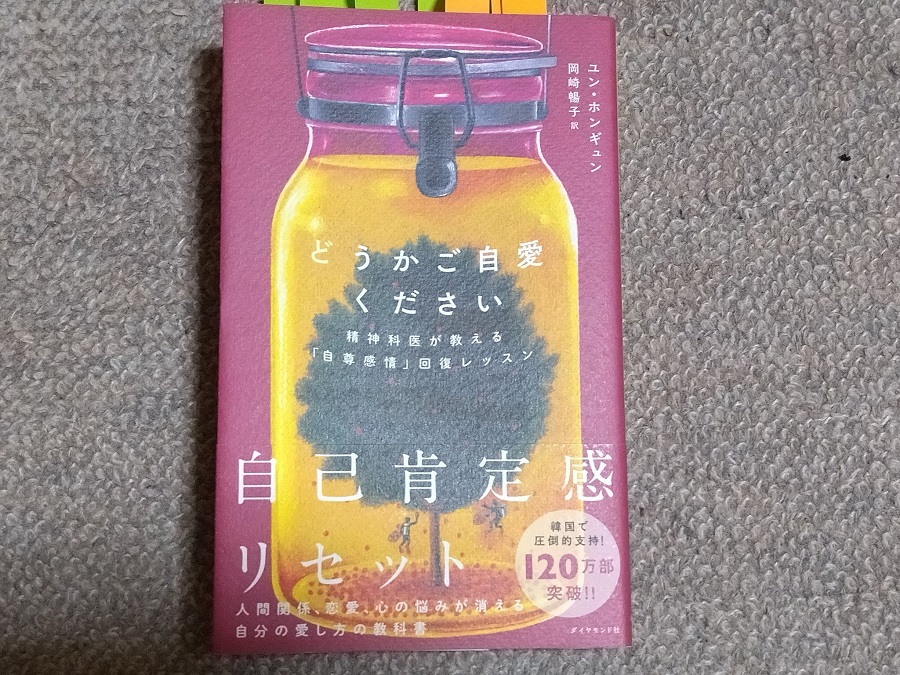 ユン・ホンギュン
岡崎暢子 訳
どうかご自愛
ください
精神科医が教える
「自尊感情」回復レッスン
自己肯定感
リセット
人間関係、恋愛、心の悩みが消える
自分の愛し方の教科書
韓国で
圧倒的支持!
120万部
突破!!
ダイヤモンド社